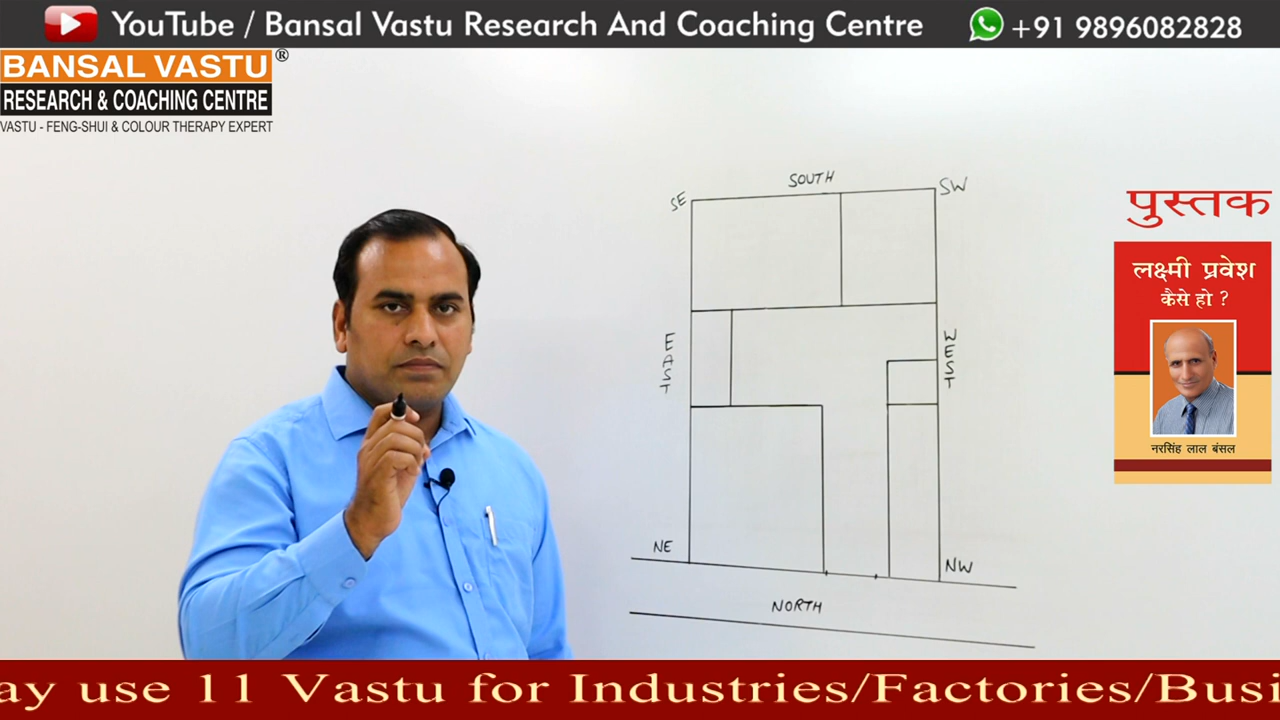 YouTube / Bansal Vastu Research And Coaching Centre
+91 9896082828
BANSAL VASTU®
RESEARCH & COACHING CENTRE
VASTU - FENG-SHUI & COLOUR THERAPY EXPERT
SOUTH
SE
SW
EAST
WEST
NE
NW
NORTH
पुस्तक
लक्ष्मी प्रवेश
कैसे हो ?
नरसिंह लाल बंसल
ay use 11 Vastu for Industries/Factories/Busi